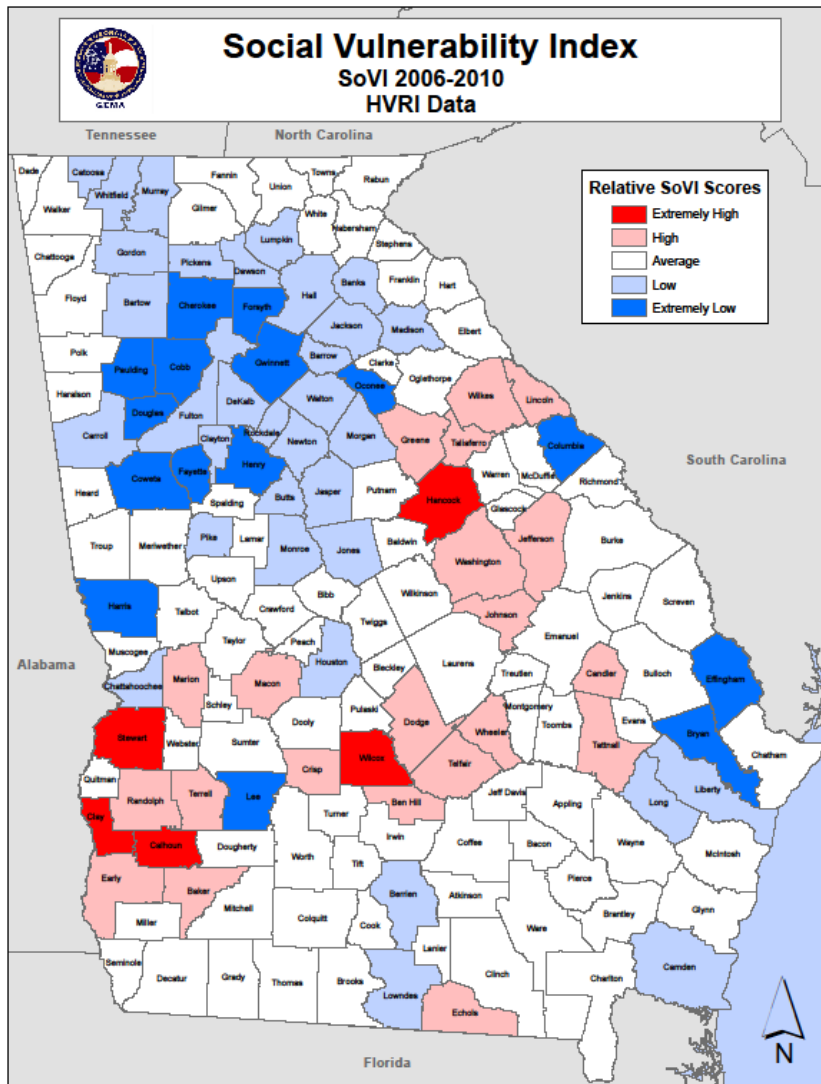 Social Vulnerability Index
SoVI 2006-2010
HVRI Data
GEMA
Tennessee
North Carolina
Relative SoVI Scores
Extremely High
High
Average
Low
Extremely Low
Dade
Catoosa
Whitfield
Murray
Fannin
Union
Towns
Rabun
Walker
Gilmer
White
Habersham
Lumpkin
Stephens
Chattooga
Gordon
Pickens
Dawson
Banks
Franklin
Hart
Floyd
Bartow
Cherokee
Forsyth
Hall
Jackson
Madison
Elbert
Polk
Paulding
Cobb
Gwinnett
Barrow
Clarke
Oglethorpe
Haralson
Douglas
Fulton
DeKalb
Walton
Oconee
Wilkes
Lincoln
Carroll
Clayton
Rockdale
Newton
Morgan
Greene
Taliaferro
Columbia
South Carolina
Heard
Coweta
Fayette
Henry
Spalding
Butts
Jasper
Putnam
Hancock
Warren
McDuffie
Richmond
Glascock
Troup
Meriwether
Pike
Lamar
Monroe
Jones
Baldwin
Washington
Jefferson
Burke
Upson
Bibb
Wilkinson
Jenkins
Screven
Harris
Talbot
Crawford
Twiggs
Johnson
Emanuel
Muscogee
Taylor
Peach
Houston
Bleckley
Laurens
Treutlen
Candler
Bulloch
Effingham
Alabama
Chattahoochee
Marion
Macon
Schley
Dooly
Pulaski
Dodge
Wheeler
Montgomery
Toombs
Evans
Bryan
Chatham
Stewart
Webster
Sumter
Wilcox
Telfair
Tattnall
Quitman
Randolph
Terrell
Lee
Crisp
Ben Hill
Jeff Davis
Appling
Long
Liberty
Clay
Calhoun
Dougherty
Turner
Irwin
Coffee
Bacon
Wayne
McIntosh
Early
Baker
Worth
Tift
Berrien
Atkinson
Pierce
Brantley
Glynn
Miller
Mitchell
Colquitt
Cook
Lanier
Ware
Seminole
Decatur
Grady
Thomas
Brooks
Lowndes
Clinch
Echols
Charlton
Camden
Florida
N